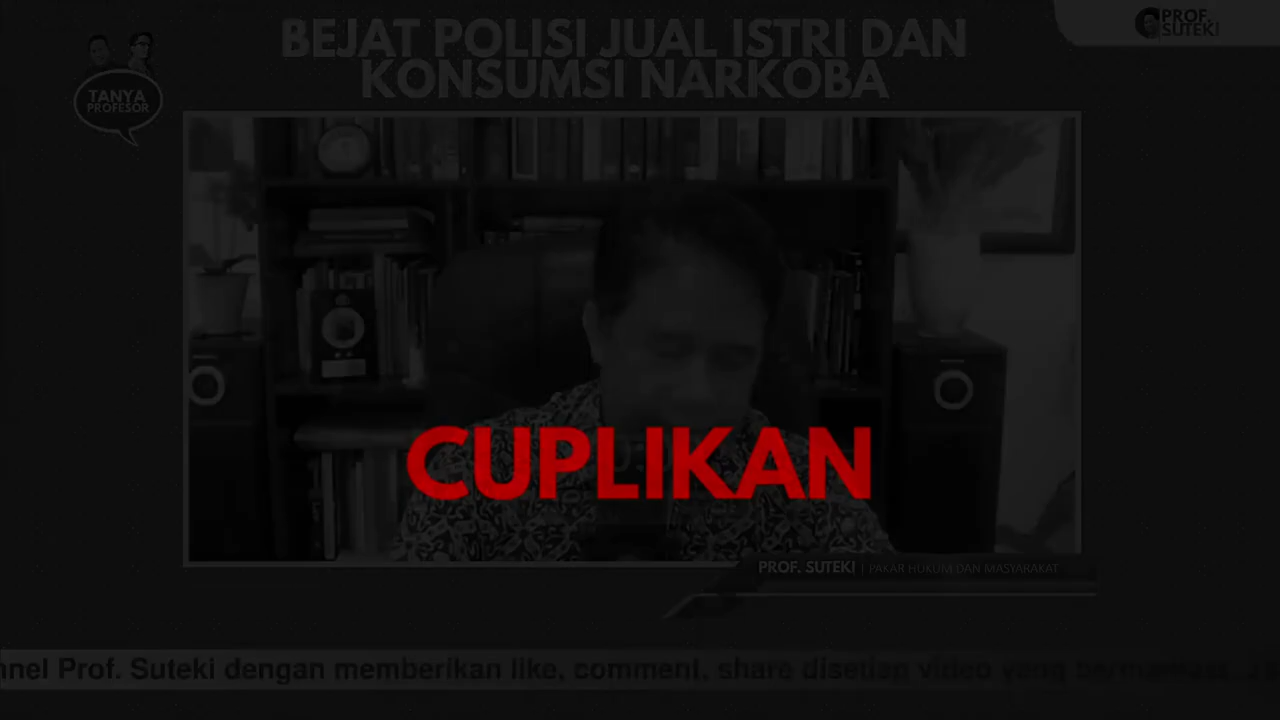 BEJAT POLISI JUAL ISTRI DAN
KONSUMSI NARKOBA
PROF.
SUTEKI
TANYA
PROFESOR
CUPLIKAN
PROF. SUTEKI | PAKAR HUKUM DAN MASYARAKAT
nnel Prof. Suteki dengan memberikan like, comment, share disetiap video yang bermanfaat